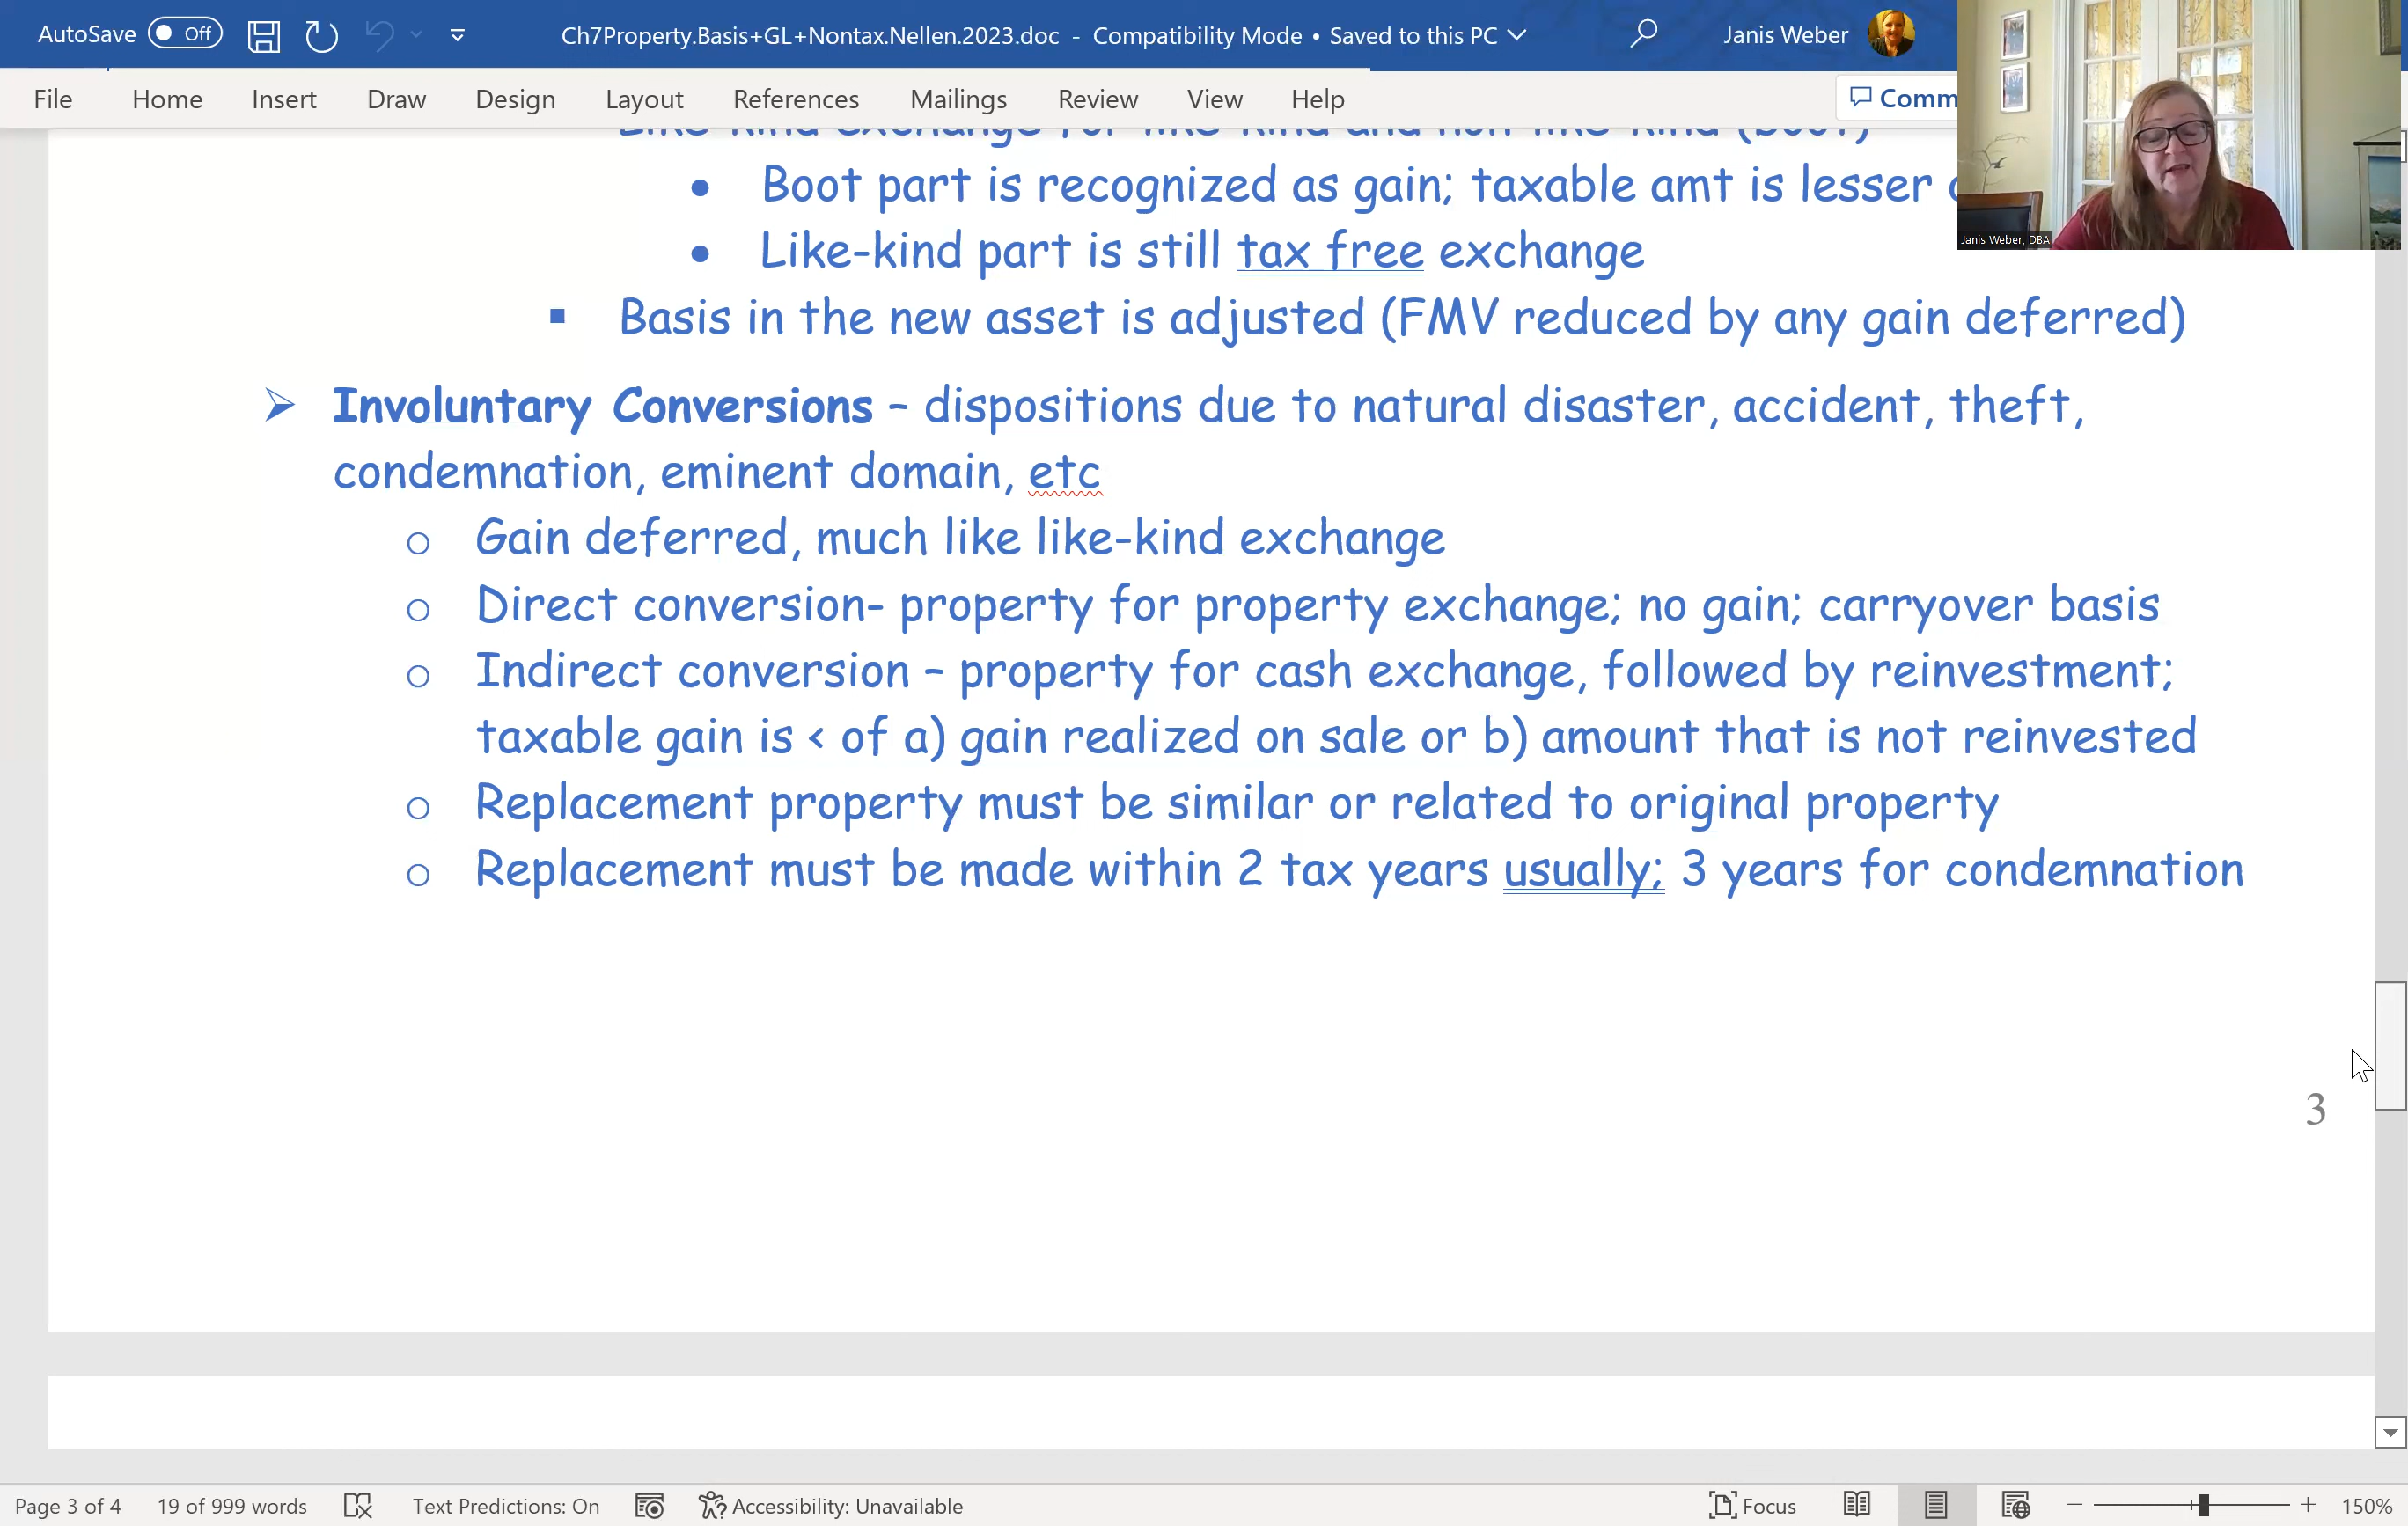 AutoSave Off Ch7Property.Basis+GL+Nontax.Nellen.2023.doc - Compatibility Mode • Saved to this PC Janis Weber
File Home Insert Draw Design Layout References Mailings Review View Help Comm
Like-kind exchange for like-kind and non-like-kind (boot)
• Boot part is recognized as gain; taxable amt is lesser
• Like-kind part is still tax free exchange
▪ Basis in the new asset is adjusted (FMV reduced by any gain deferred)
➢ Involuntary Conversions – dispositions due to natural disaster, accident, theft,
condemnation, eminent domain, etc
o Gain deferred, much like like-kind exchange
o Direct conversion- property for property exchange; no gain; carryover basis
o Indirect conversion – property for cash exchange, followed by reinvestment;
taxable gain is < of a) gain realized on sale or b) amount that is not reinvested
o Replacement property must be similar or related to original property
o Replacement must be made within 2 tax years usually; 3 years for condemnation
3
Janis Weber, DBA
Page 3 of 4 19 of 999 words Text Predictions: On Accessibility: Unavailable Focus 150%